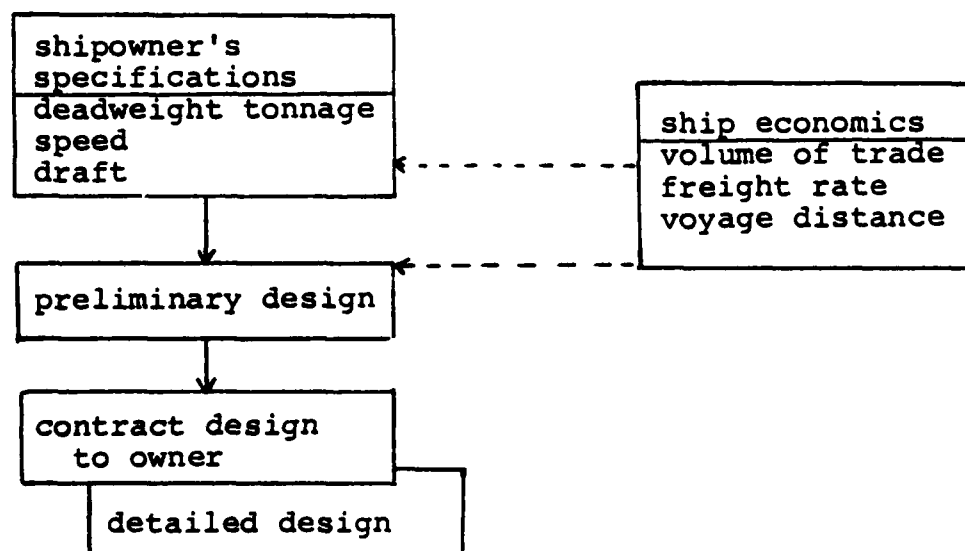 shipowner's
specifications
deadweight tonnage
speed
draft
ship economics
volume of trade
freight rate
voyage distance
preliminary design
contract design
to owner
detailed design